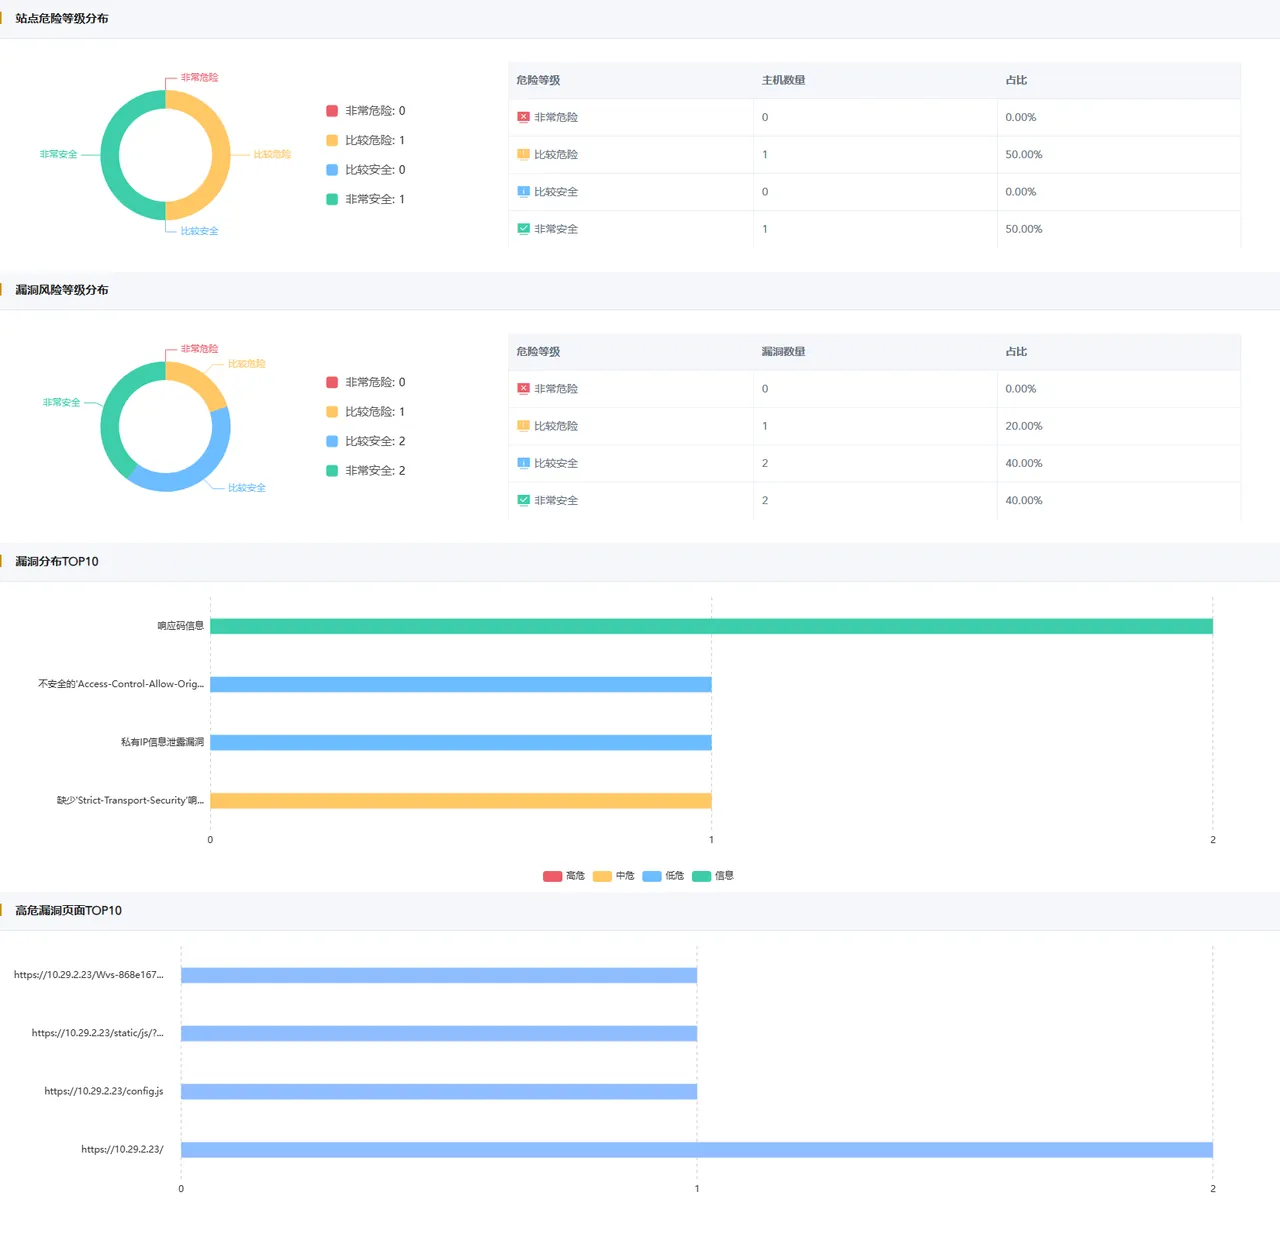 站点危险等级分布
非常危险
比较危险
非常安全
比较安全
非常危险: 0
比较危险: 1
比较安全: 0
非常安全: 1
危险等级 主机数量 占比
非常危险 0 0.00%
比较危险 1 50.00%
比较安全 0 0.00%
非常安全 1 50.00%
漏洞风险等级分布
非常危险
比较危险
非常安全
比较安全
非常危险: 0
比较危险: 1
比较安全: 2
非常安全: 2
危险等级 漏洞数量 占比
非常危险 0 0.00%
比较危险 1 20.00%
比较安全 2 40.00%
非常安全 2 40.00%
漏洞分布TOP10
响应码信息
不安全的'Access-Control-Allow-Orig...
私有IP信息泄露漏洞
缺少'Strict-Transport-Security'响...
0 1 2
高危 中危 低危 信息
高危漏洞页面TOP10
https://10.29.2.23/Wvs-868e167...
https://10.29.2.23/static/js/?...
https://10.29.2.23/config.js
https://10.29.2.23/
0 1 2